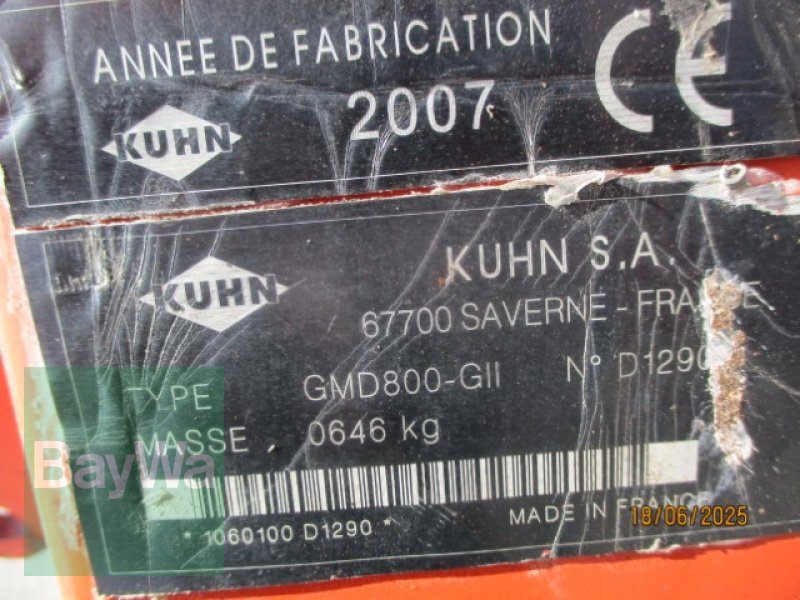 ANNEE DE FABRICATION
2007
CE
KUHN
KUHN
KUHN S.A.
67700 SAVERNE - FRANCE
TYPE GMD800-GII N° D1290
MASSE 0646 kg
BayWa
* 1060100 D1290 *
MADE IN FRANCE
18/06/2025